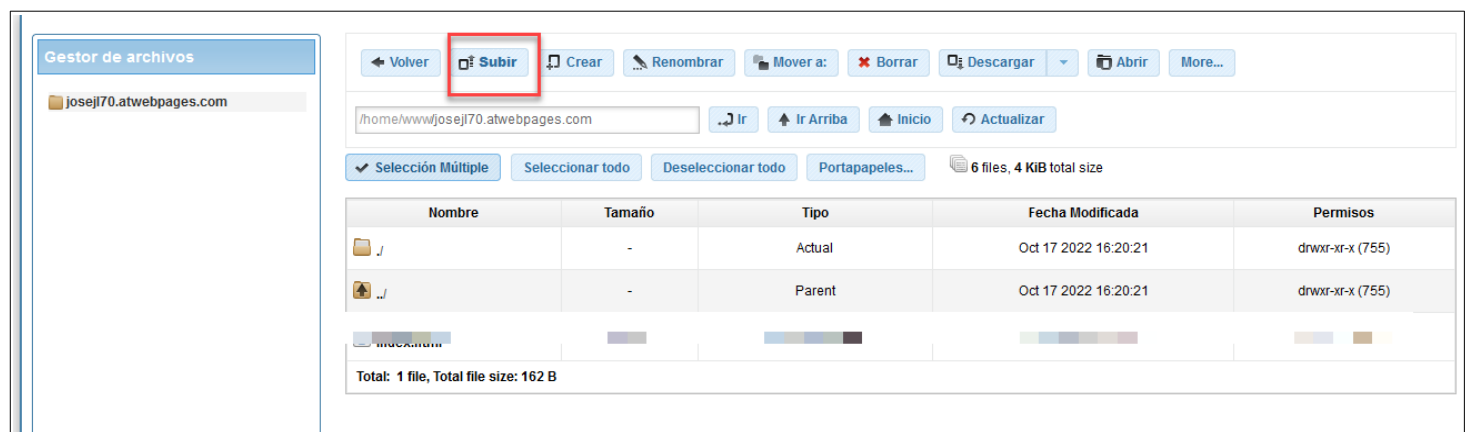 Gestor de archivos
josejl70.atwebpages.com
Volver Subir Crear Renombrar Mover a: Borrar Descargar Abrir More...
/home/www/josejl70.atwebpages.com Ir Ir Arriba Inicio Actualizar
Selección Múltiple Seleccionar todo Deseleccionar todo Portapapeles... 6 files, 4 KiB total size
Nombre Tamaño Tipo Fecha Modificada Permisos
./ - Actual Oct 17 2022 16:20:21 drwxr-xr-x (755)
../ - Parent Oct 17 2022 16:20:21 drwxr-xr-x (755)
Total: 1 file, Total file size: 162 B